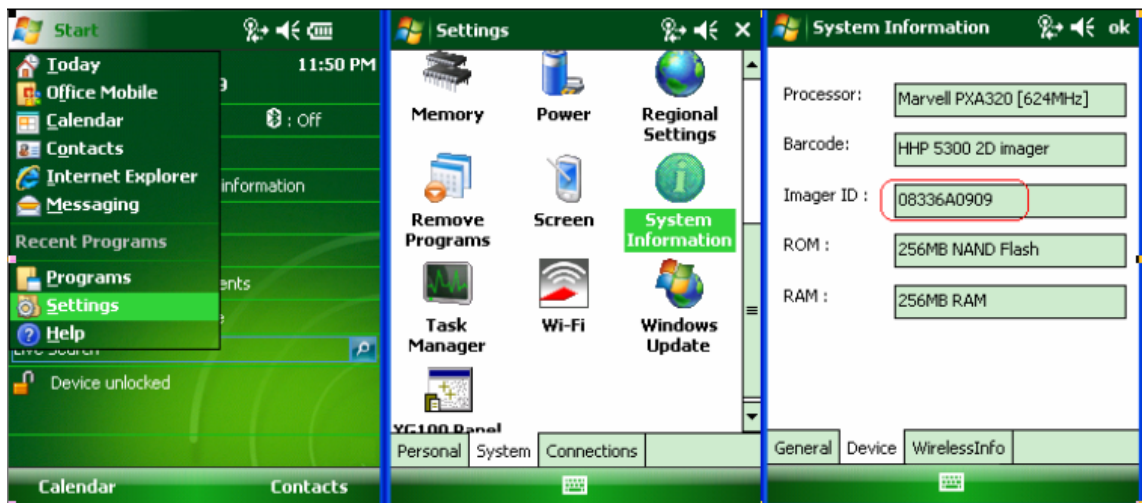 Start
Today
Office Mobile
Calendar
Contacts
Internet Explorer
Messaging
Recent Programs
Programs
Settings
Help
11:50 PM
: Off
information
ents
Device unlocked
Calendar
Contacts
Settings
Memory
Power
Regional
Settings
Remove
Programs
Screen
System
Information
Task
Manager
Wi-Fi
Windows
Update
Personal
System
Connections
System Information
ok
Processor:
Marvell PXA320 [624MHz]
Barcode:
HHP 5300 2D imager
Imager ID :
08336A0909
ROM :
256MB NAND Flash
RAM :
256MB RAM
General
Device
WirelessInfo